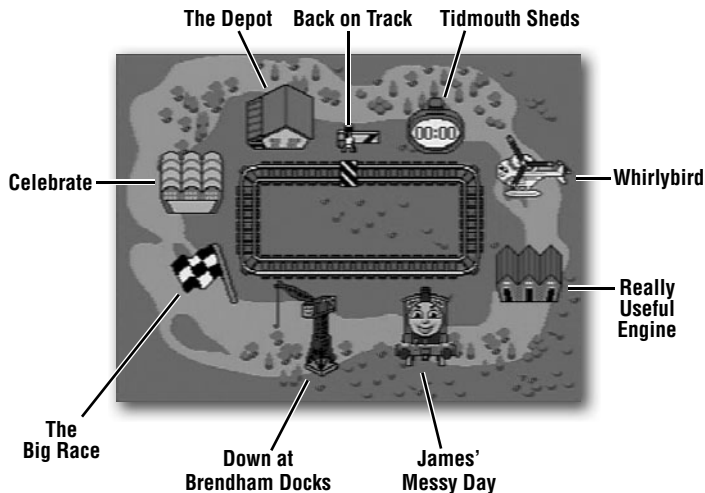 The Depot
Back on Track
Tidmouth Sheds
00:00
Celebrate
Whirlybird
Really
Useful
Engine
The
Big Race
Down at
Brendham Docks
James’
Messy Day